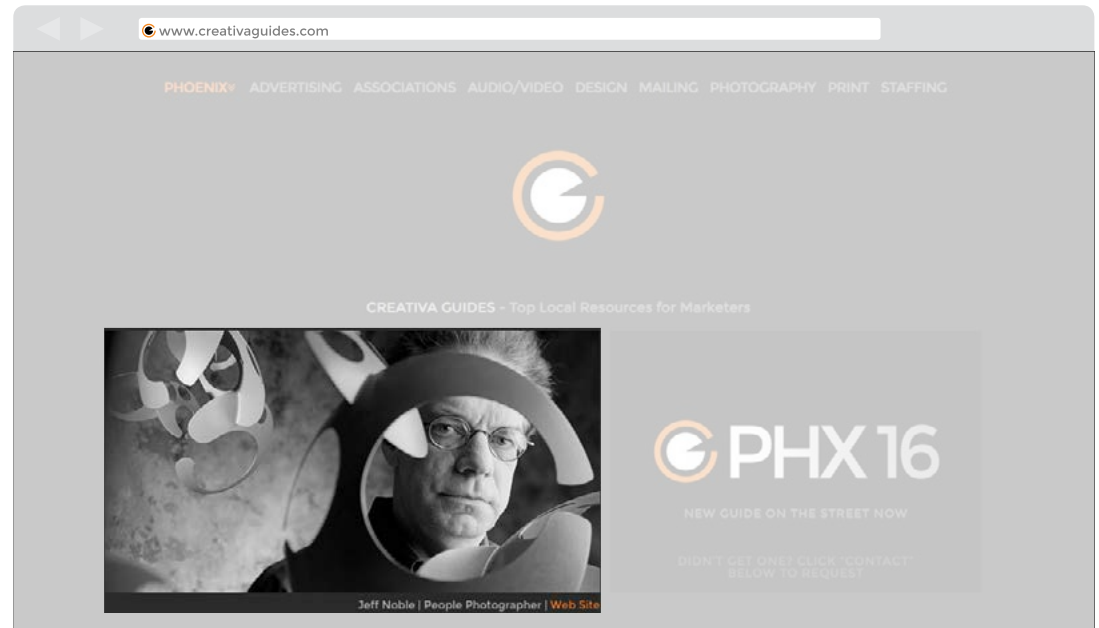 www.creativaguides.com
PHOENIX ADVERTISING ASSOCIATIONS AUDIO/VIDEO DESIGN MAILING PHOTOGRAPHY PRINT STAFFING
CREATIVA GUIDES - Top Local Resources for Marketers
PHX 16
NEW GUIDE ON THE STREET NOW
DIDN'T GET ONE? CLICK "CONTACT"
BELOW TO REQUEST
Jeff Noble | People Photographer | Web Site